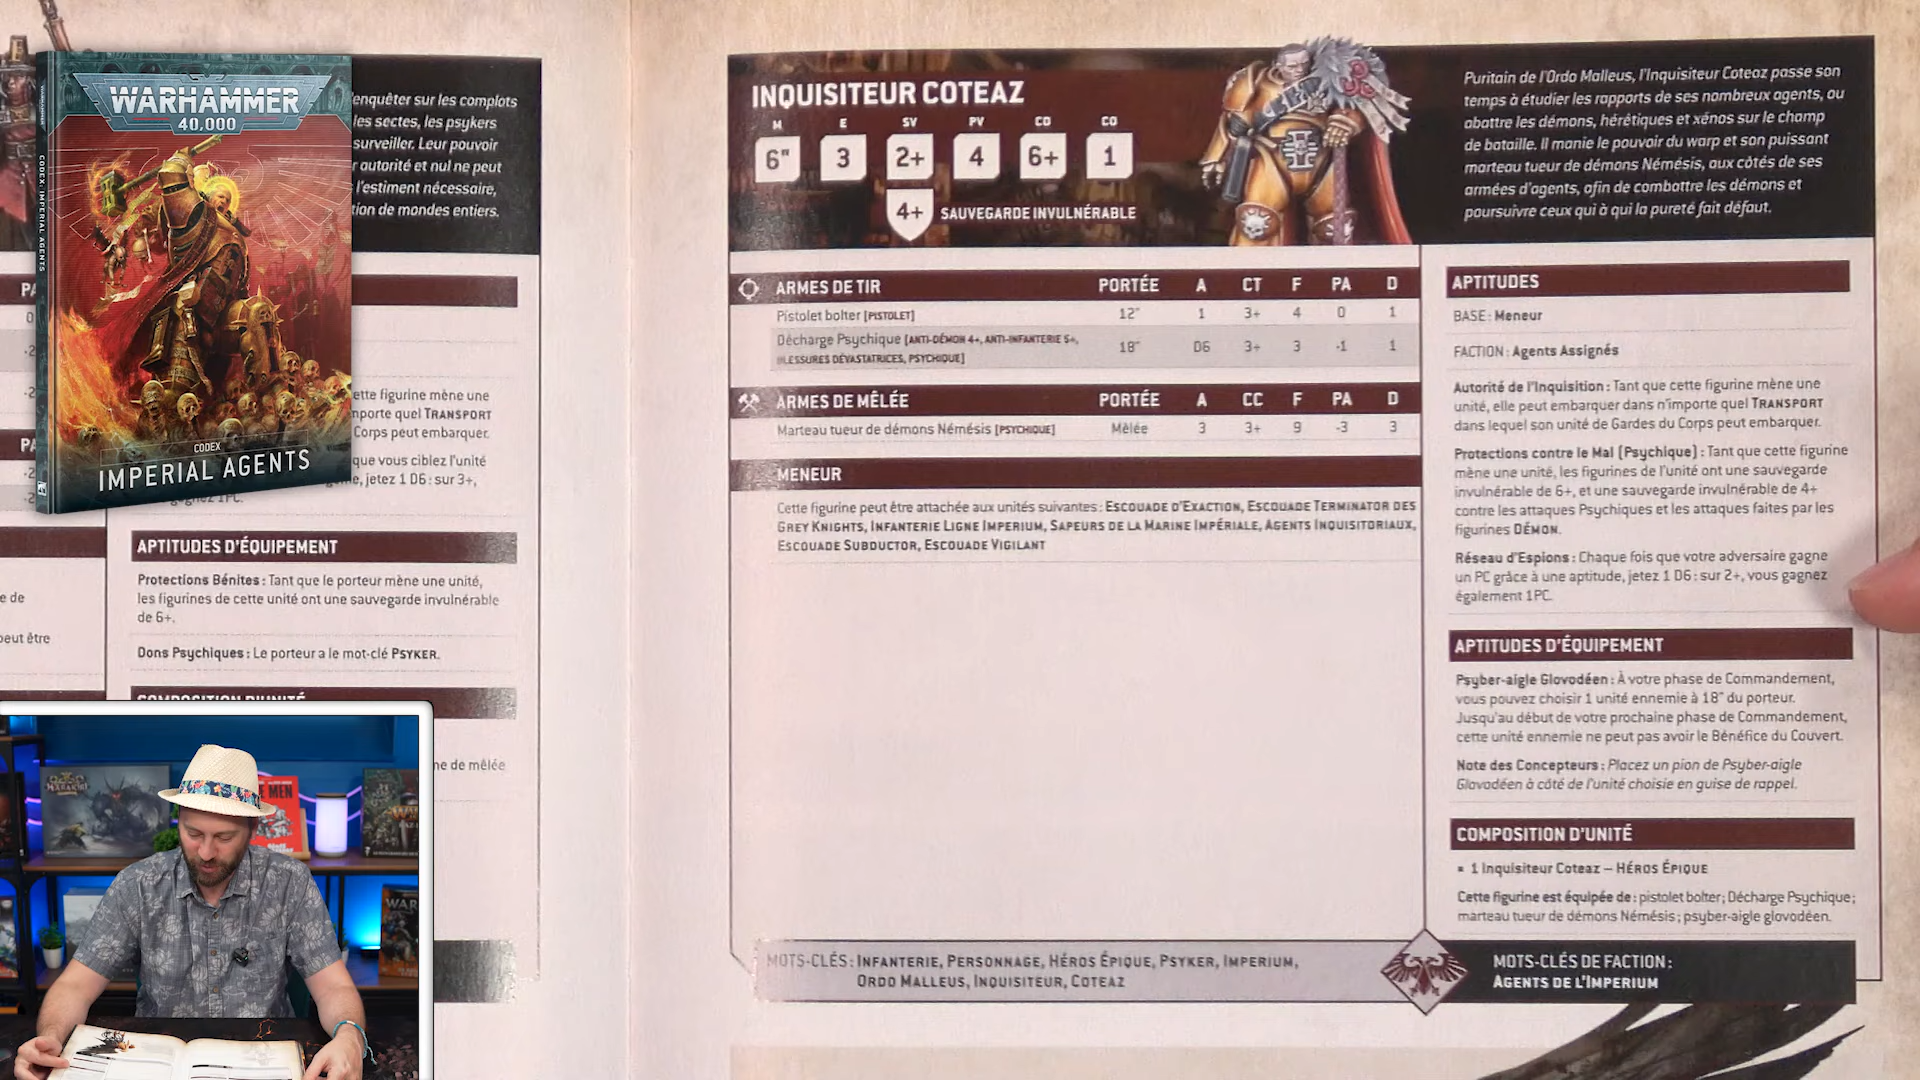 WARHAMMER
40,000
CODEX: IMPERIAL AGENTS
CODEX
IMPERIAL AGENTS
enquêter sur les complots
les sectes, les psykers
surveiller. Leur pouvoir
r autorité et nul ne peut
l'estiment nécessaire,
tion de mondes entiers.
PA
0
-2
-2
PA
-2
-2
ette figurine mène une
mporte quel TRANSPORT
Corps peut embarquer.
que vous ciblez l'unité
e, jetez 1 D6 : sur 3+,
gagnez 1PC.
APTITUDES D'ÉQUIPEMENT
Protections Bénites : Tant que le porteur mène une unité,
les figurines de cette unité ont une sauvegarde invulnérable
de 6+.
Dons Psychiques : Le porteur a le mot-clé PSYKER.
COMPOSITION D'UNITÉ
e de
peut être
ne de mêlée
INQUISITEUR COTEAZ
M E SV PV CD CO
6" 3 2+ 4 6+ 1
4+ SAUVEGARDE INVULNÉRABLE
Puritain de l'Ordo Malleus, l'Inquisiteur Coteaz passe son
temps à étudier les rapports de ses nombreux agents, ou
abattre les démons, hérétiques et xénos sur le champ
de bataille. Il manie le pouvoir du warp et son puissant
marteau tueur de démons Némésis, aux côtés de ses
armées d'agents, afin de combattre les démons et
poursuivre ceux qui à qui la pureté fait défaut.
ARMES DE TIR PORTÉE A CT F PA D
Pistolet bolter [PISTOLET] 12" 1 3+ 4 0 1
Décharge Psychique [ANTI-DÉMON 4+, ANTI-INFANTERIE 5+,
BLESSURES DÉVASTATRICES, PSYCHIQUE] 18" D6 3+ 3 -1 1
ARMES DE MÊLÉE PORTÉE A CC F PA D
Marteau tueur de démons Némésis [PSYCHIQUE] Mêlée 3 3+ 9 -3 3
MENEUR
Cette figurine peut être attachée aux unités suivantes : ESCOUADE D'EXACTION, ESCOUADE TERMINATOR DES
GREY KNIGHTS, INFANTERIE LIGNE IMPERIUM, SAPEURS DE LA MARINE IMPÉRIALE, AGENTS INQUISITORIAUX,
ESCOUADE SUBDUCTOR, ESCOUADE VIGILANT
APTITUDES
BASE : Meneur
FACTION : Agents Assignés
Autorité de l'Inquisition : Tant que cette figurine mène une
unité, elle peut embarquer dans n'importe quel TRANSPORT
dans lequel son unité de Gardes du Corps peut embarquer.
Protections contre le Mal (Psychique) : Tant que cette figurine
mène une unité, les figurines de l'unité ont une sauvegarde
invulnérable de 6+, et une sauvegarde invulnérable de 4+
contre les attaques Psychiques et les attaques faites par les
figurines DÉMON.
Réseau d'Espions : Chaque fois que votre adversaire gagne
un PC grâce à une aptitude, jetez 1 D6 : sur 2+, vous gagnez
également 1PC.
APTITUDES D'ÉQUIPEMENT
Psyber-aigle Glovodéen : À votre phase de Commandement,
vous pouvez choisir 1 unité ennemie à 18" du porteur.
Jusqu'au début de votre prochaine phase de Commandement,
cette unité ennemie ne peut pas avoir le Bénéfice du Couvert.
Note des Concepteurs : Placez un pion de Psyber-aigle
Glovodéen à côté de l'unité choisie en guise de rappel.
COMPOSITION D'UNITÉ
▪ 1 Inquisiteur Coteaz – HÉROS ÉPIQUE
Cette figurine est équipée de : pistolet bolter; Décharge Psychique;
marteau tueur de démons Némésis; psyber-aigle glovodéen.
MOTS-CLÉS : INFANTERIE, PERSONNAGE, HÉROS ÉPIQUE, PSYKER, IMPERIUM,
ORDO MALLEUS, INQUISITEUR, COTEAZ
MOTS-CLÉS DE FACTION :
AGENTS DE L'IMPERIUM